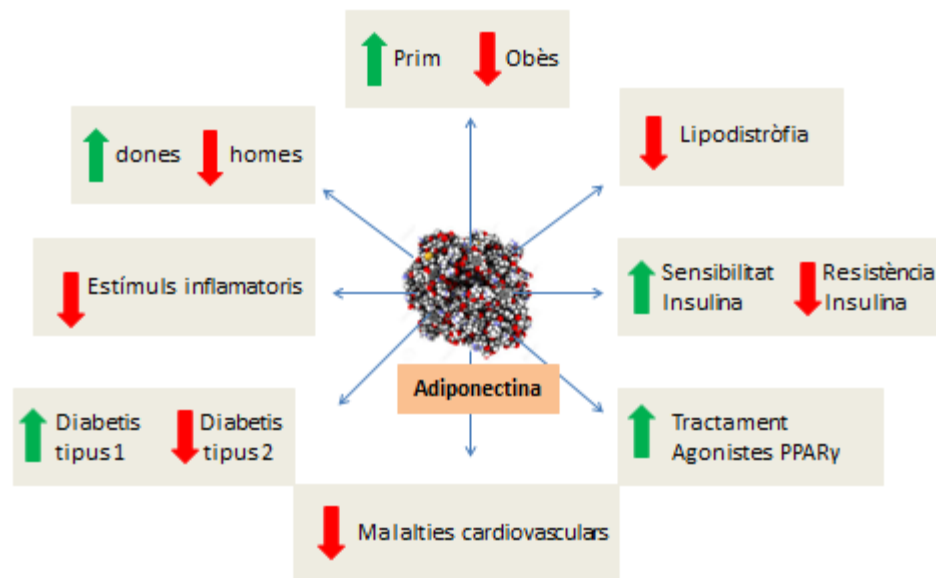 Prim
Obès
dones
homes
Lipodistròfia
Estímuls inflamatoris
Sensibilitat
Insulina
Resistència
Insulina
Adiponectina
Diabetis
tipus 1
Diabetis
tipus 2
Tractament
Agonistes PPARγ
Malalties cardiovasculars